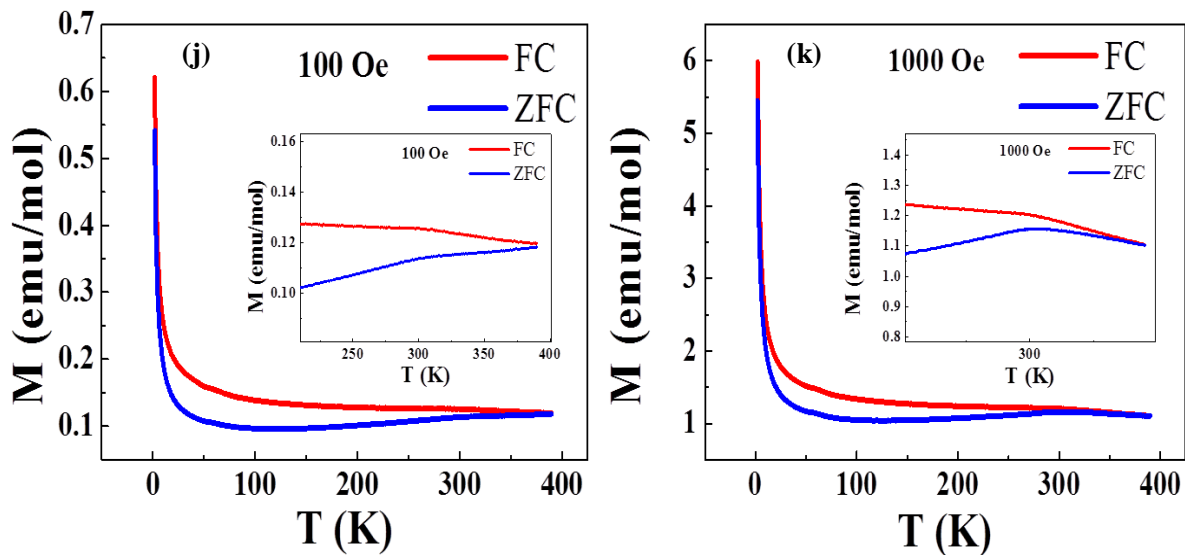 (j)
100 Oe
FC
ZFC
M (emu/mol)
0.7
0.6
0.5
0.4
0.3
0.2
0.1
0 100 200 300 400
T (K)
100 Oe
FC
ZFC
M (emu/mol)
0.16
0.13
0.12
0.10
250 300 350 400
T (K)
(k)
1000 Oe
FC
ZFC
M (emu/mol)
6
5
4
3
2
1
0 100 200 300 400
T (K)
1000 Oe
FC
ZFC
M (emu/mol)
1.4
1.3
1.2
1.1
1.0
0.9
0.8
300
T (K)